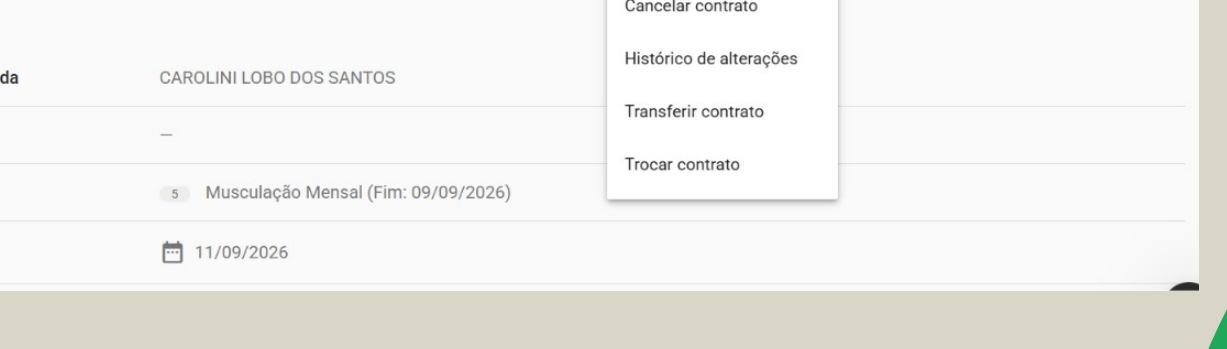 Cancelar contrato
Histórico de alterações
da CAROLINI LOBO DOS SANTOS
Transferir contrato
—
Trocar contrato
5 Musculação Mensal (Fim: 09/09/2026)
11/09/2026